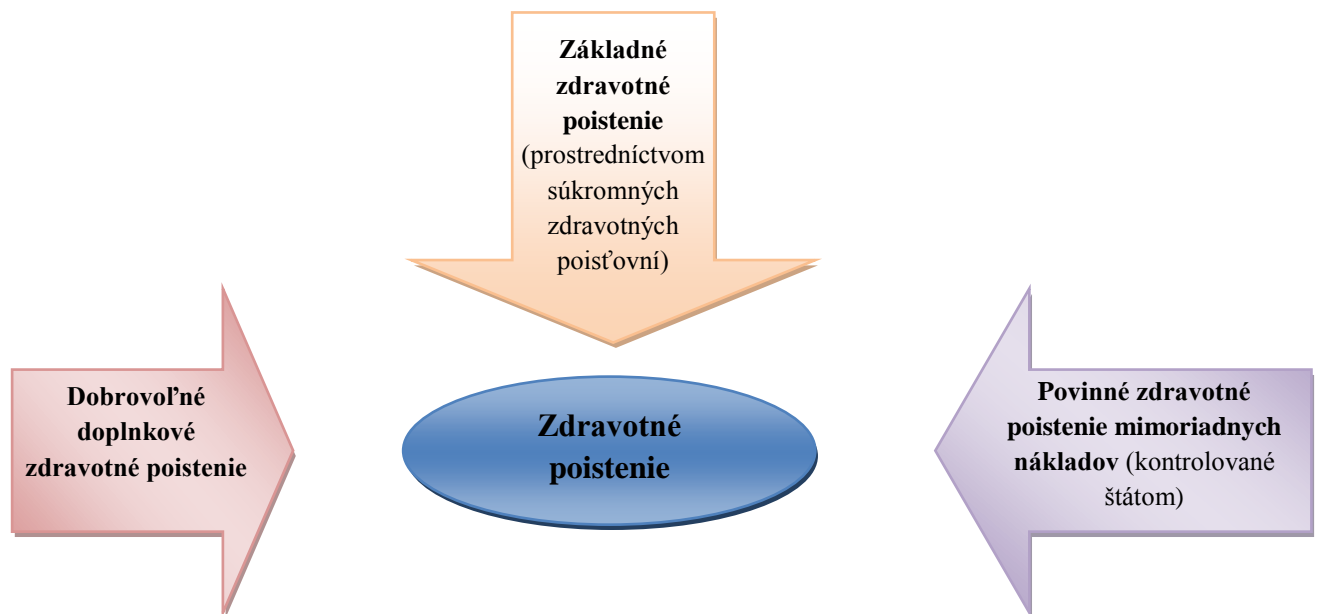 Základné
zdravotné
poistenie
(prostredníctvom
súkromných
zdravotných
poisťovní)
Dobrovoľné
doplnkové
zdravotné poistenie
Zdravotné
poistenie
Povinné zdravotné
poistenie mimoriadnych
nákladov (kontrolované
štátom)